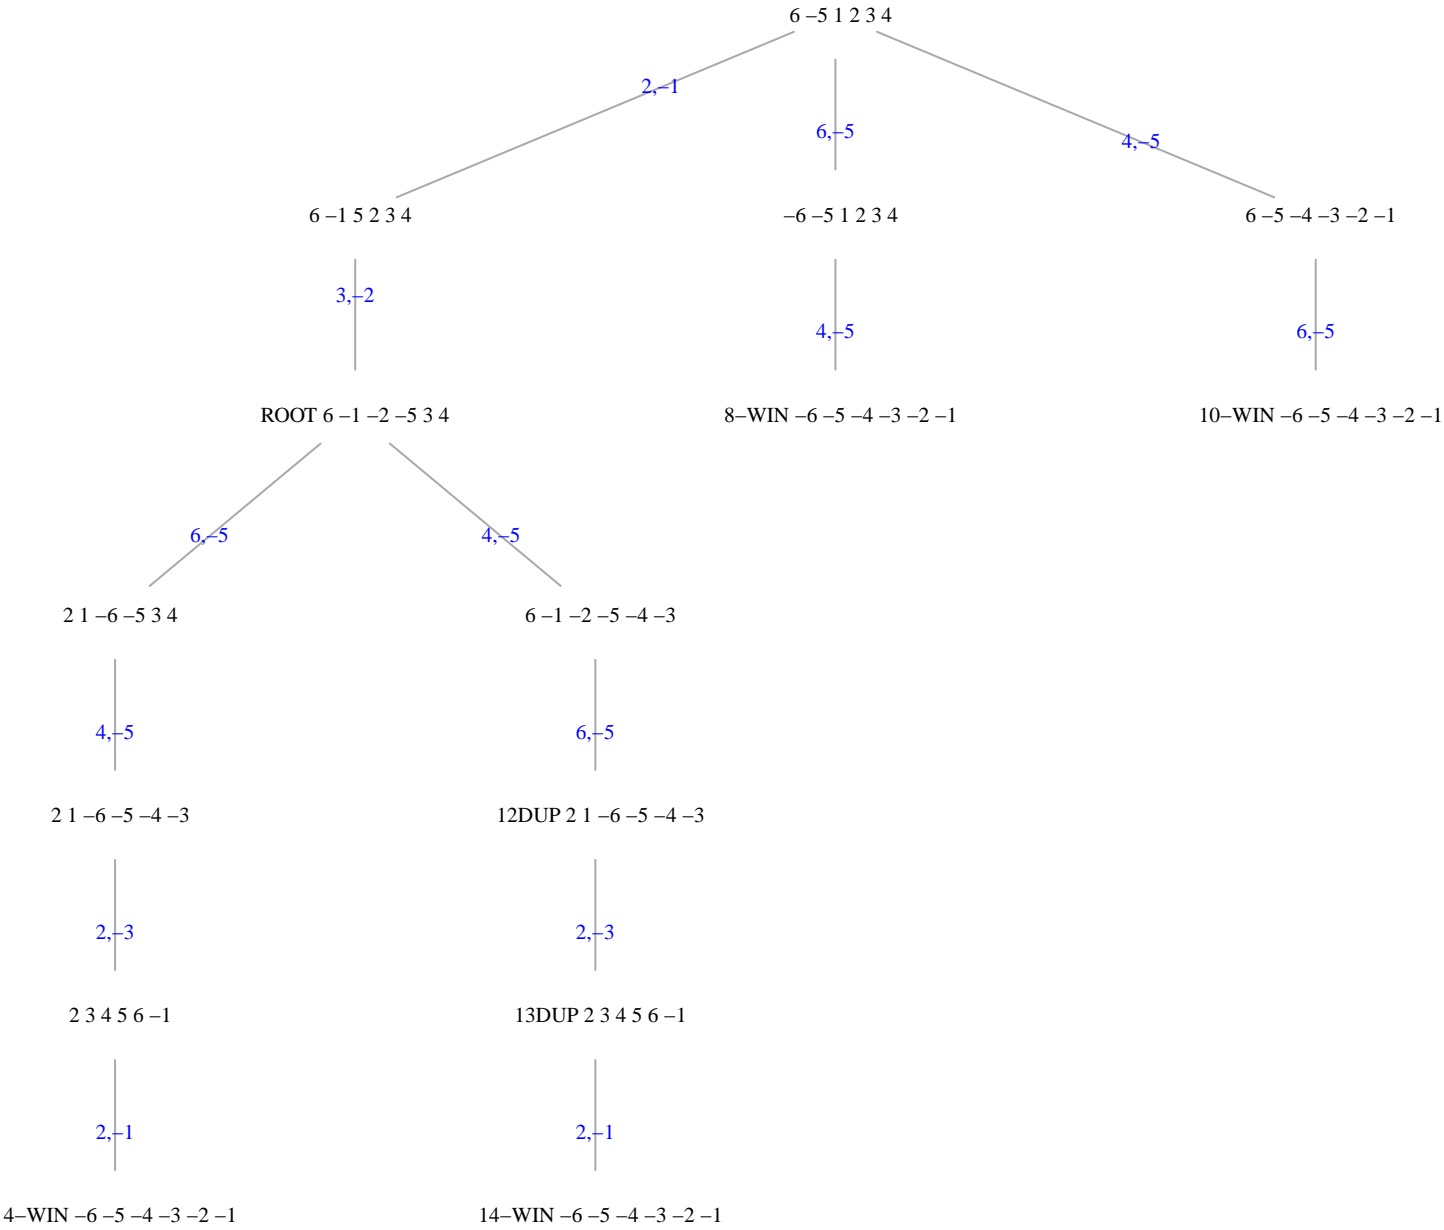 6 –5 1 2 3 4
2,–1
6,–5
4,–5
6 –1 5 2 3 4
–6 –5 1 2 3 4
6 –5 –4 –3 –2 –1
3,–2
4,–5
6,–5
ROOT 6 –1 –2 –5 3 4
8–WIN –6 –5 –4 –3 –2 –1
10–WIN –6 –5 –4 –3 –2 –1
6,–5
4,–5
2 1 –6 –5 3 4
6 –1 –2 –5 –4 –3
4,–5
6,–5
2 1 –6 –5 –4 –3
12DUP 2 1 –6 –5 –4 –3
2,–3
2,–3
2 3 4 5 6 –1
13DUP 2 3 4 5 6 –1
2,–1
2,–1
4–WIN –6 –5 –4 –3 –2 –1
14–WIN –6 –5 –4 –3 –2 –1